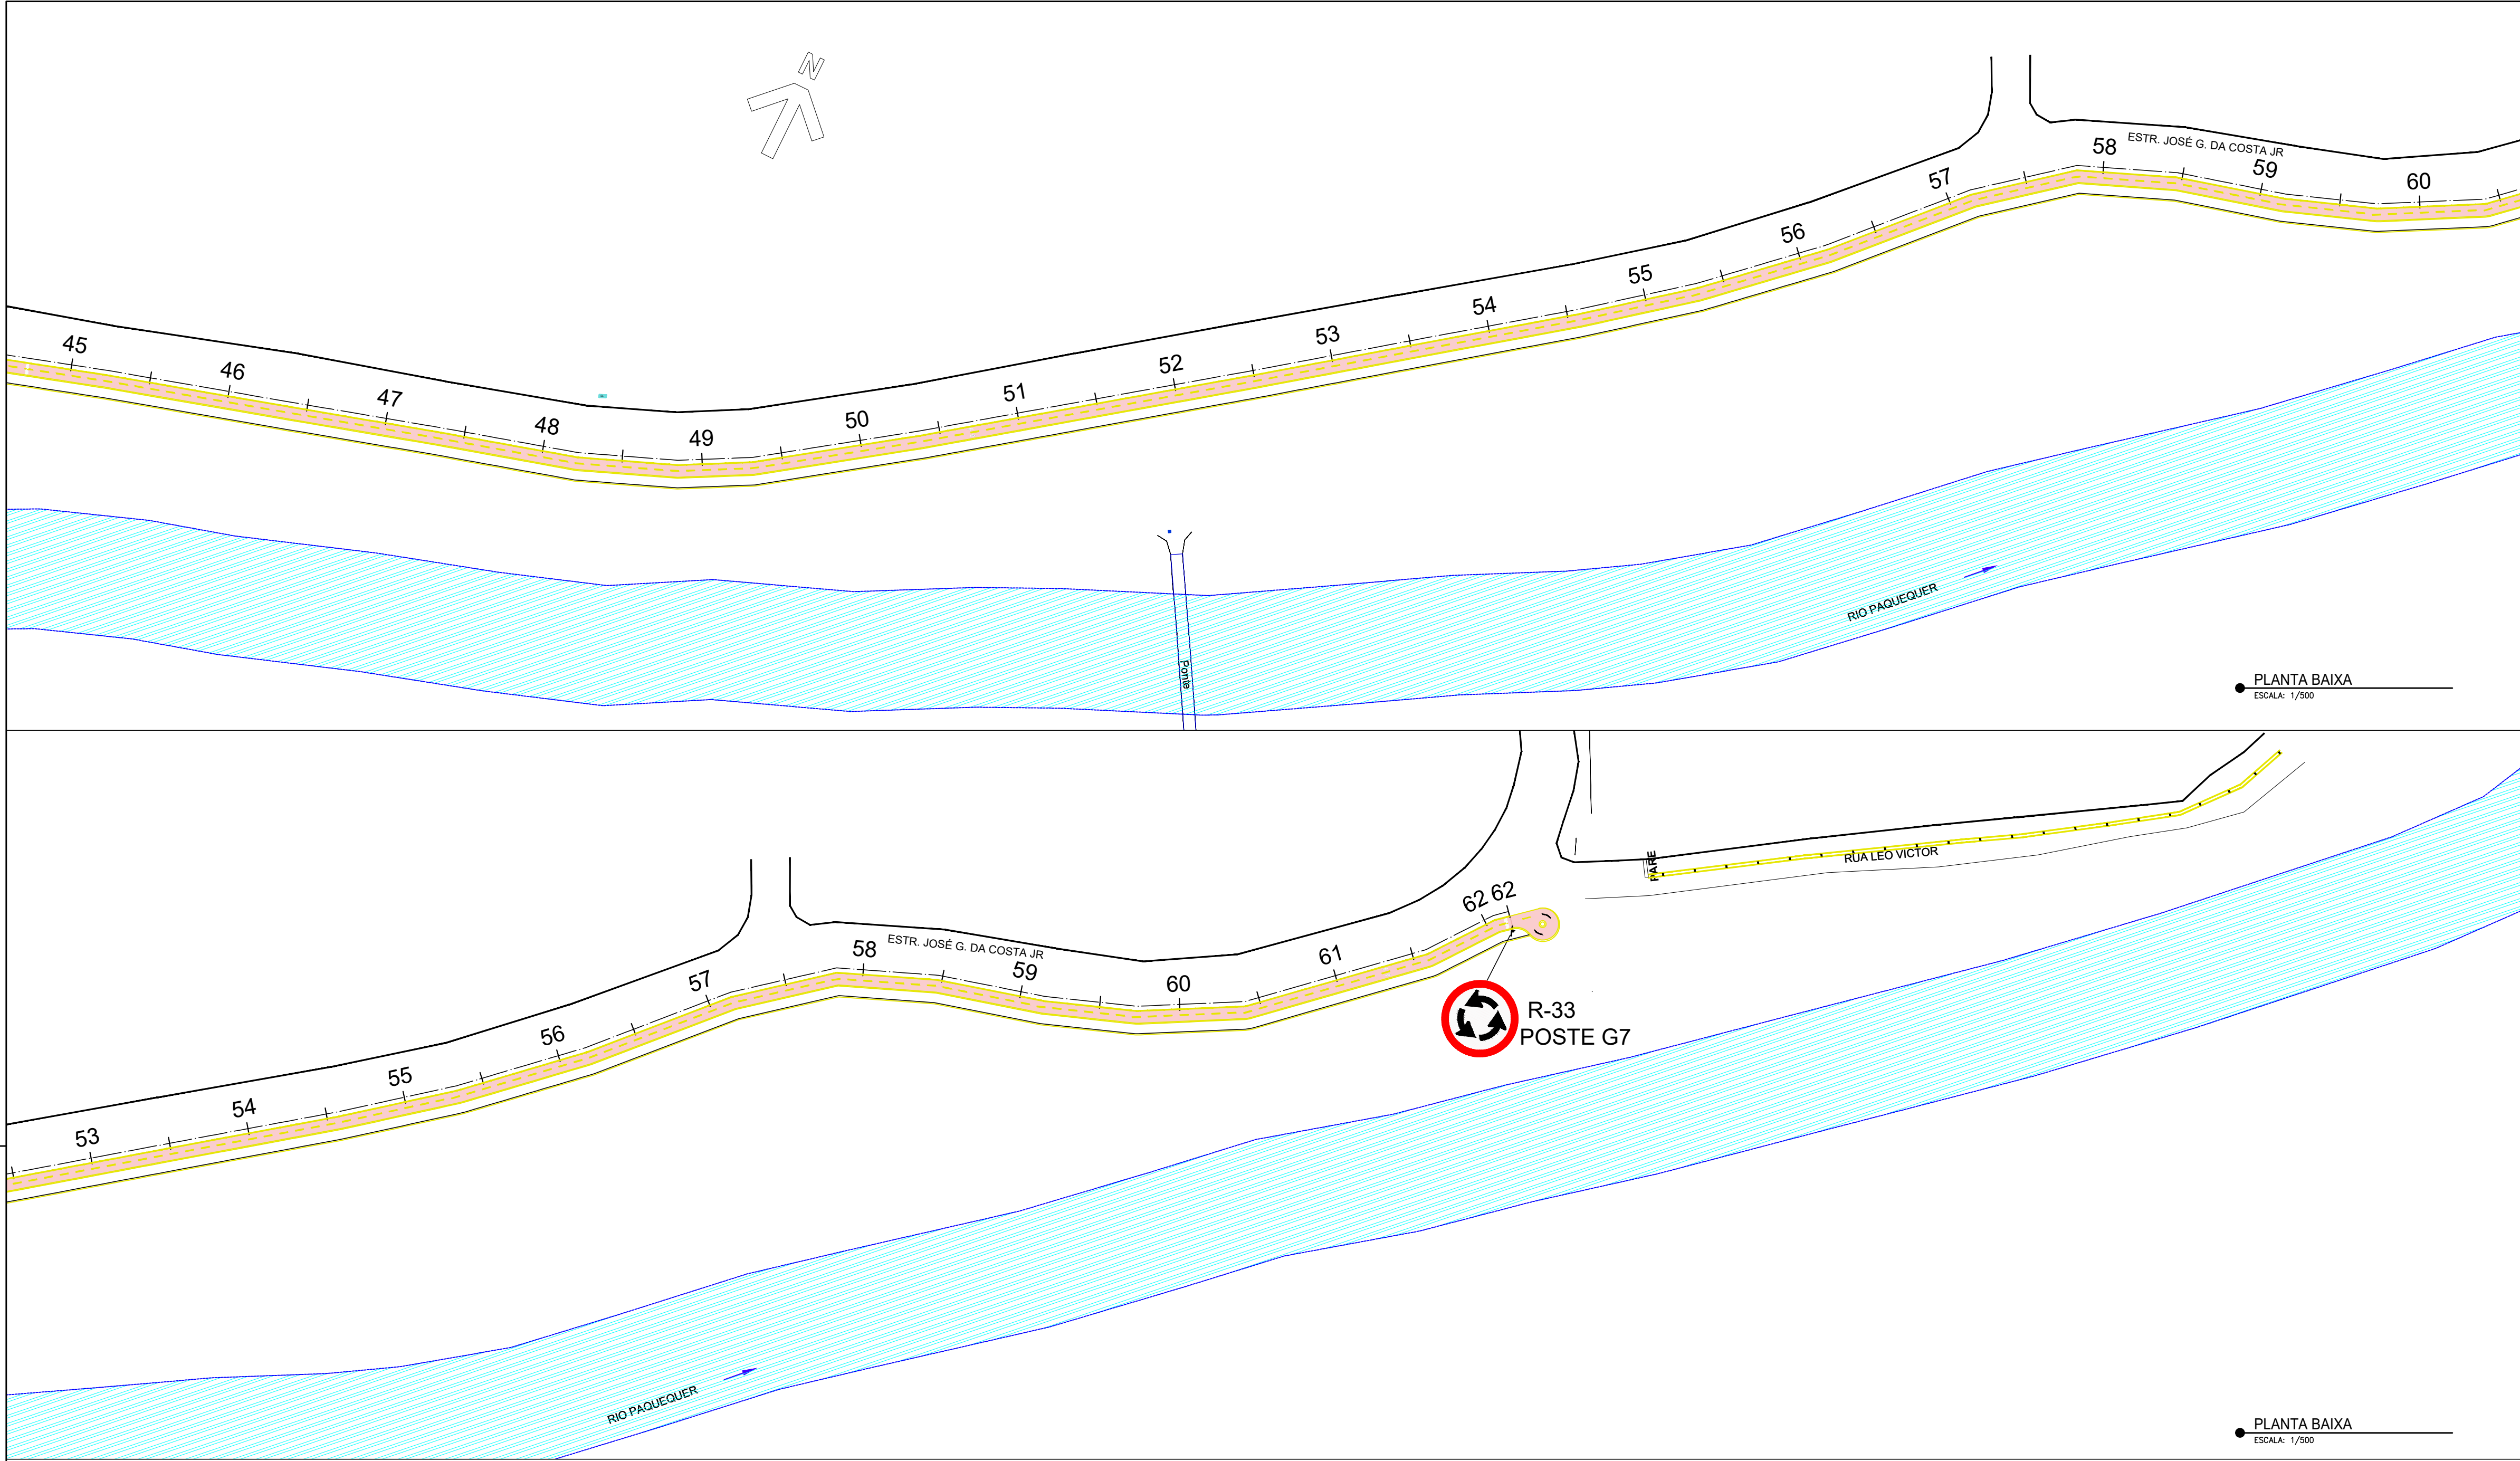 N
58
ESTR. JOSÉ G. DA COSTA JR
59
60
57
56
55
54
53
52
51
50
49
48
47
46
45
RIO PAQUEQUER
Ponte
PLANTA BAIXA
ESCALA: 1/500
PARE
RUA LEO VICTOR
62 62
61
60
59
ESTR. JOSÉ G. DA COSTA JR
58
57
56
55
54
53
R-33
POSTE G7
RIO PAQUEQUER
PLANTA BAIXA
ESCALA: 1/500